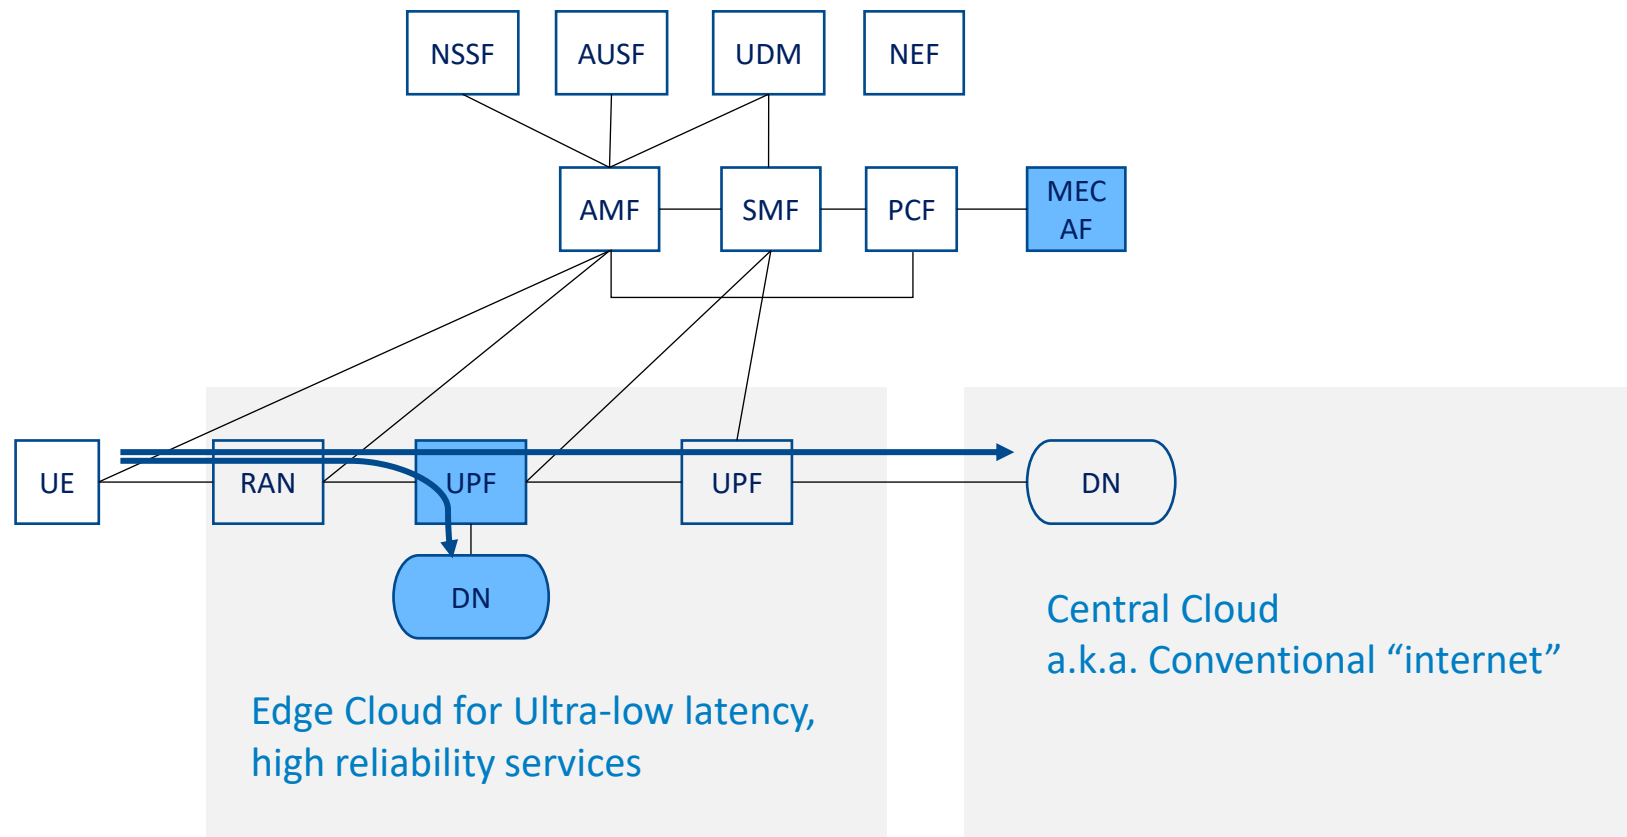 NSSF
AUSF
UDM
NEF
AMF
SMF
PCF
MEC
AF
UE
RAN
UPF
UPF
DN
DN
Central Cloud
a.k.a. Conventional “internet”
Edge Cloud for Ultra-low latency,
high reliability services